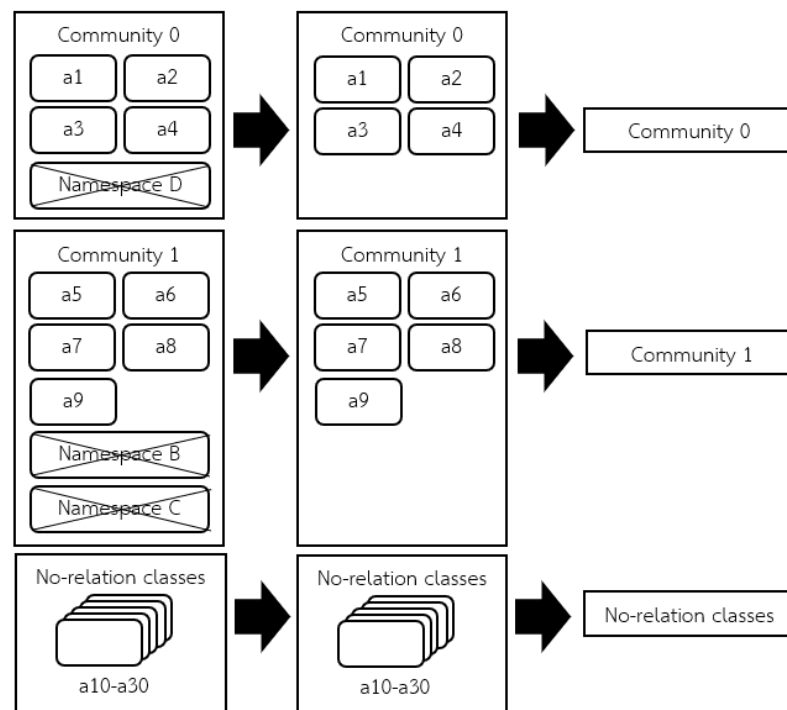 Community 0
a1 a2
a3 a4
Namespace D
Community 0
a1 a2
a3 a4
Community 0
Community 1
a5 a6
a7 a8
a9
Namespace B
Namespace C
Community 1
a5 a6
a7 a8
a9
Community 1
No-relation classes
a10-a30
No-relation classes
a10-a30
No-relation classes